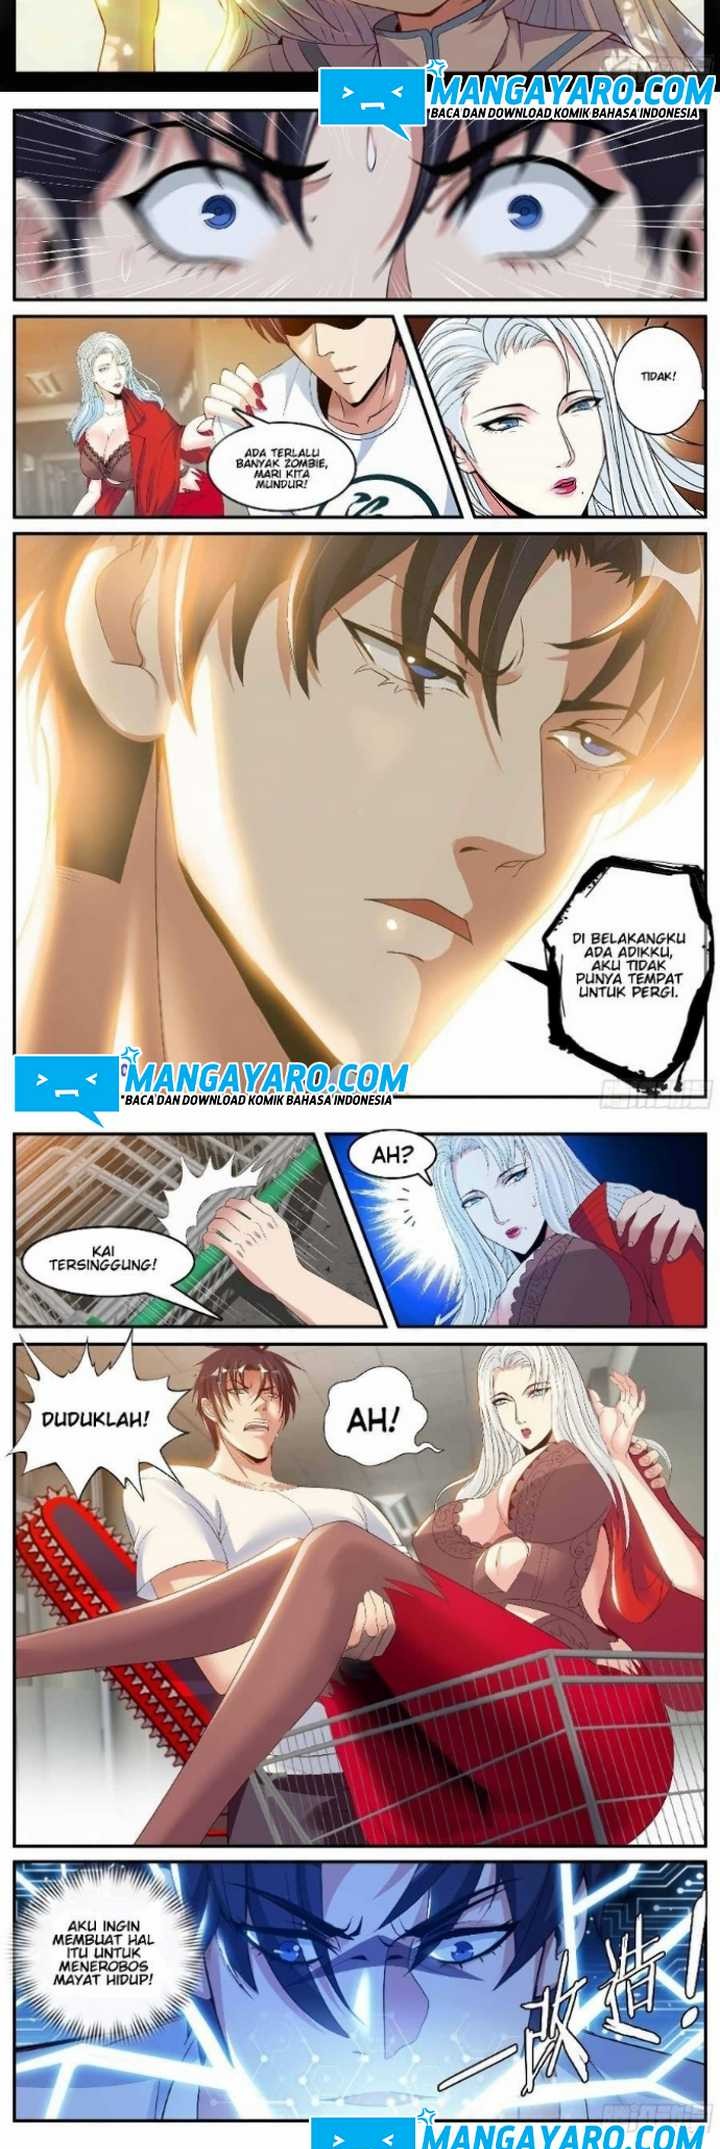 MANGAYARO.COM
BACA DAN DOWNLOAD KOMIK BAHASA INDONESIA
ADA TERLALU
BANYAK ZOMBIE,
MARI KITA
MUNDUR!
TIDAK!
DI BELAKANGKU
ADA ADIKKU,
AKU TIDAK
PUNYA TEMPAT
UNTUK PERGI.
MANGAYARO.COM
BACA DAN DOWNLOAD KOMIK BAHASA INDONESIA
KAI
TERSINGGUNG!
AH?
DUDUKLAH!
AH!
AKU INGIN
MEMBUAT HAL
ITU UNTUK
MENEROBOS
MAYAT HIDUP!
一改造!
MANGAYARO.COM